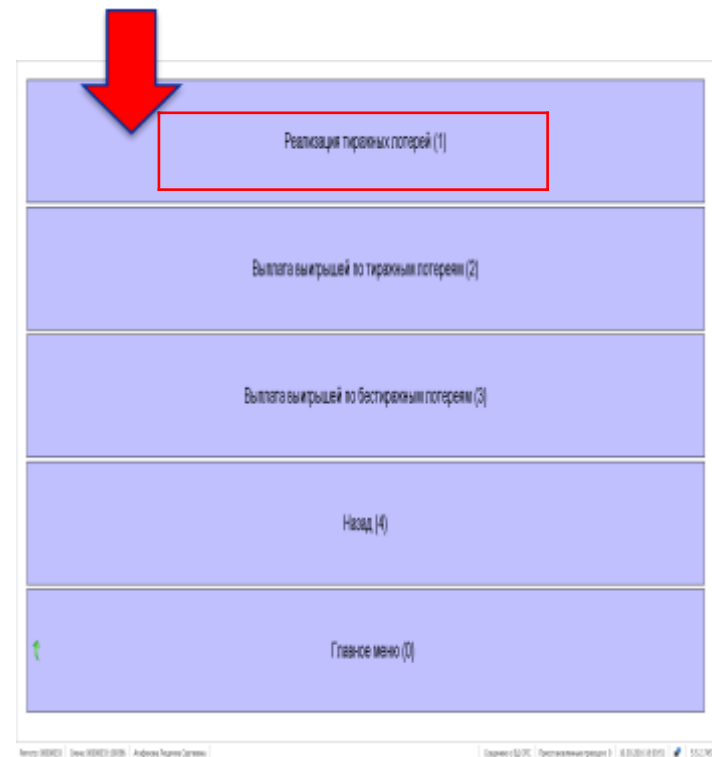 Реализация тиражных лотерей (1)
Выплата выигрышей по тиражным лотереям (2)
Выплата выигрышей по бестиражным лотереям (3)
Назад (4)
Главное меню (0)